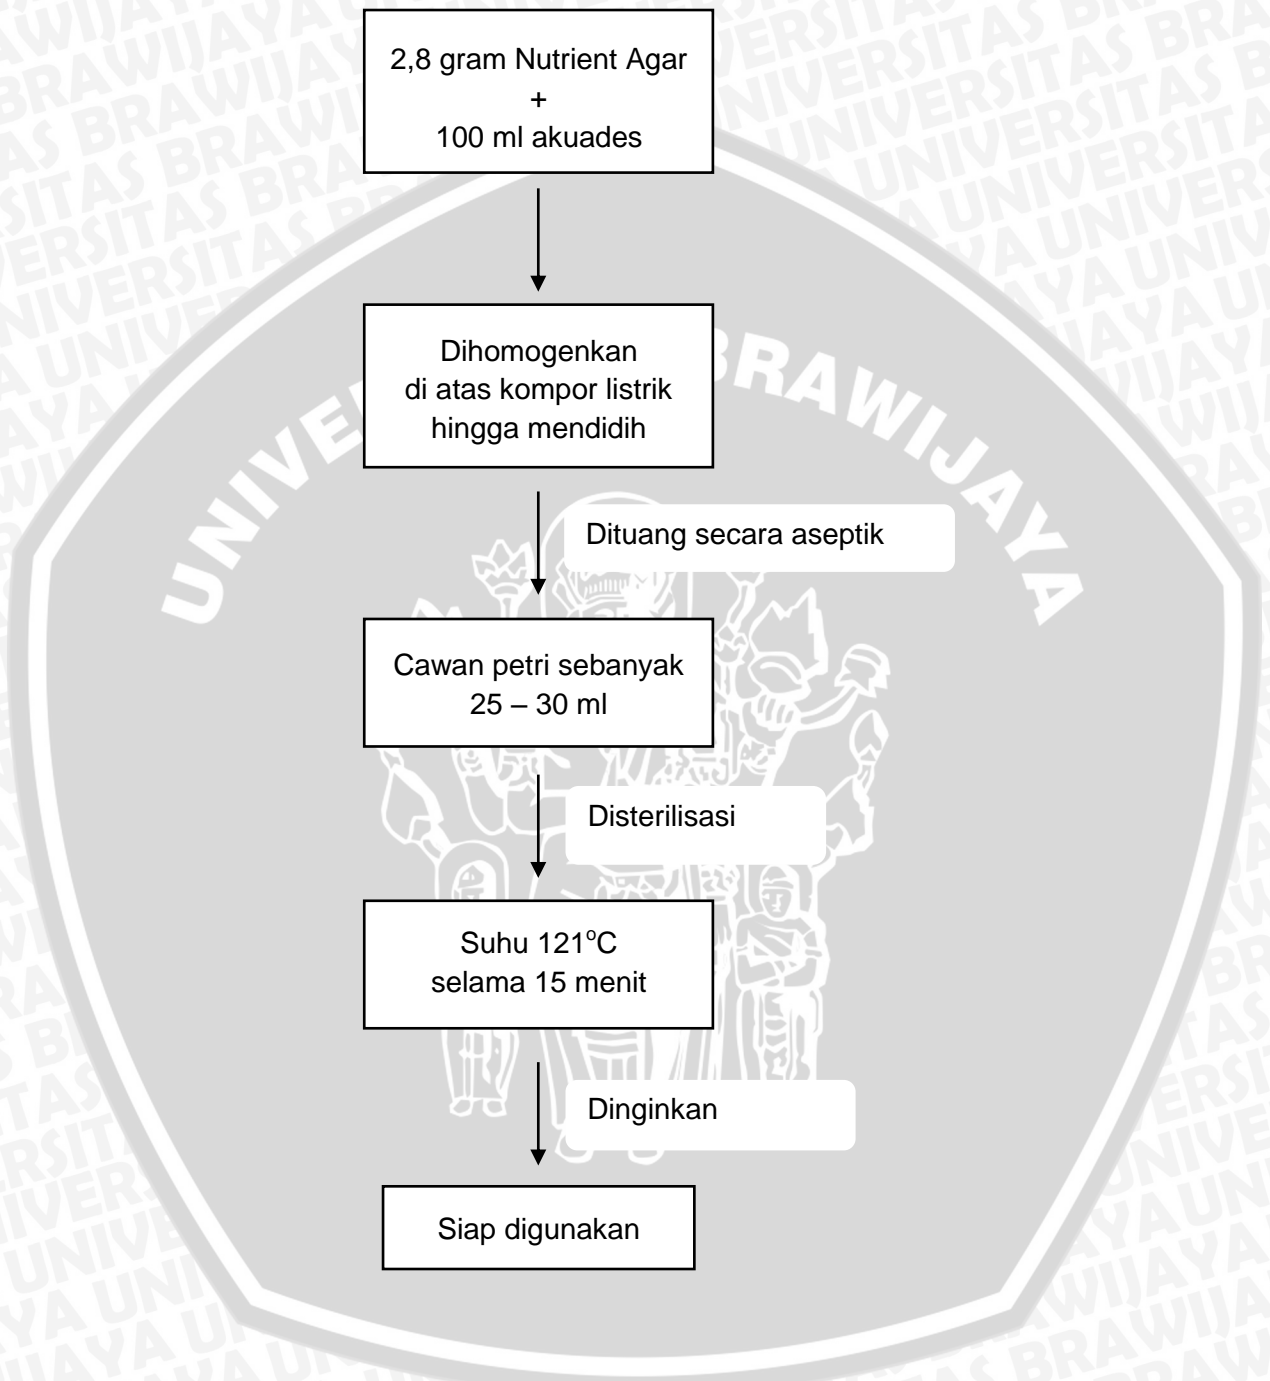 2,8 gram Nutrient Agar
+
100 ml akuades
Dihomogenkan
di atas kompor listrik
hingga mendidih
Dituang secara aseptik
Cawan petri sebanyak
25 – 30 ml
Disterilisasi
Suhu 121°C
selama 15 menit
Dinginkan
Siap digunakan
BRAWIJAYA